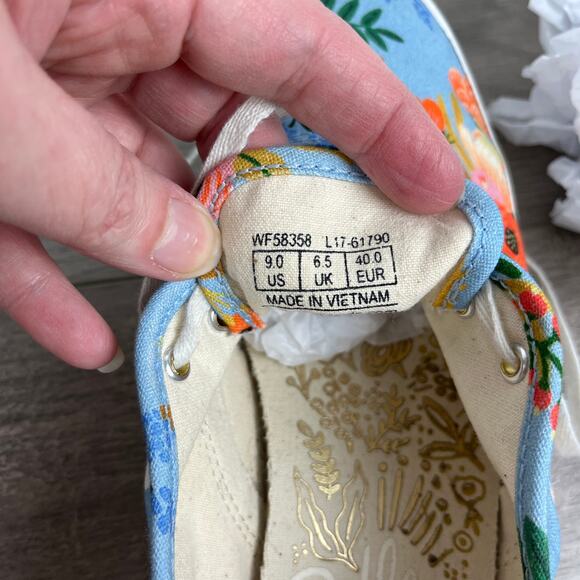 WF58358 L17-61790
9.0 6.5 40.0
US UK EUR
MADE IN VIETNAM